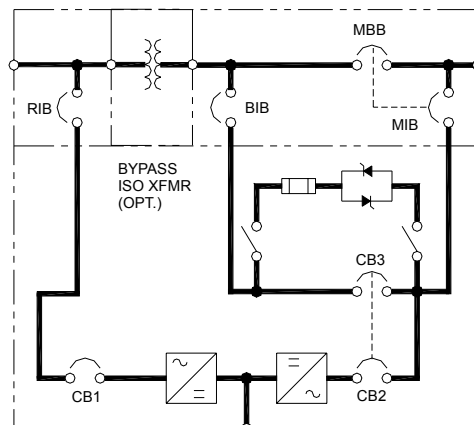 MBB
RIB
BIB
MIB
BYPASS
ISO XFMR
(OPT.)
CB3
CB1
CB2